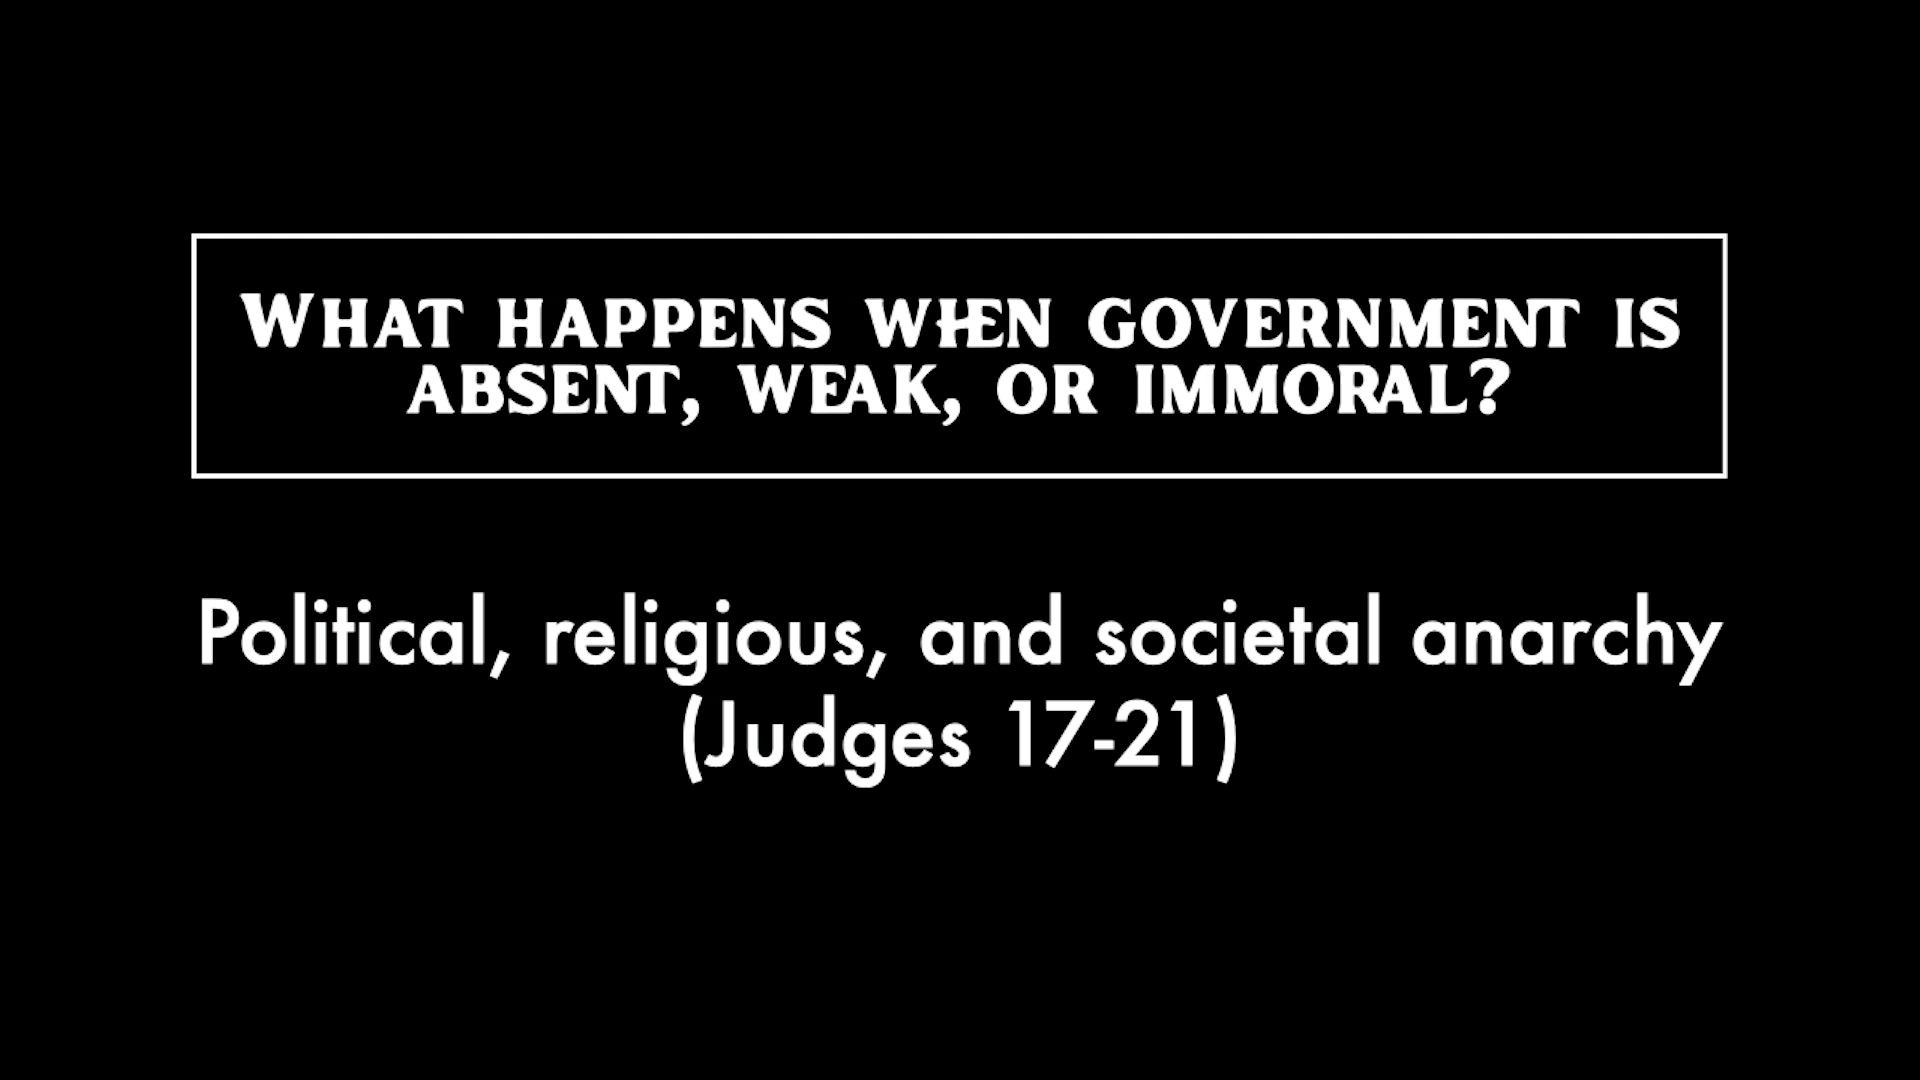 What happens when government is
absent, weak, or immoral?
Political, religious, and societal anarchy
(Judges 17-21)